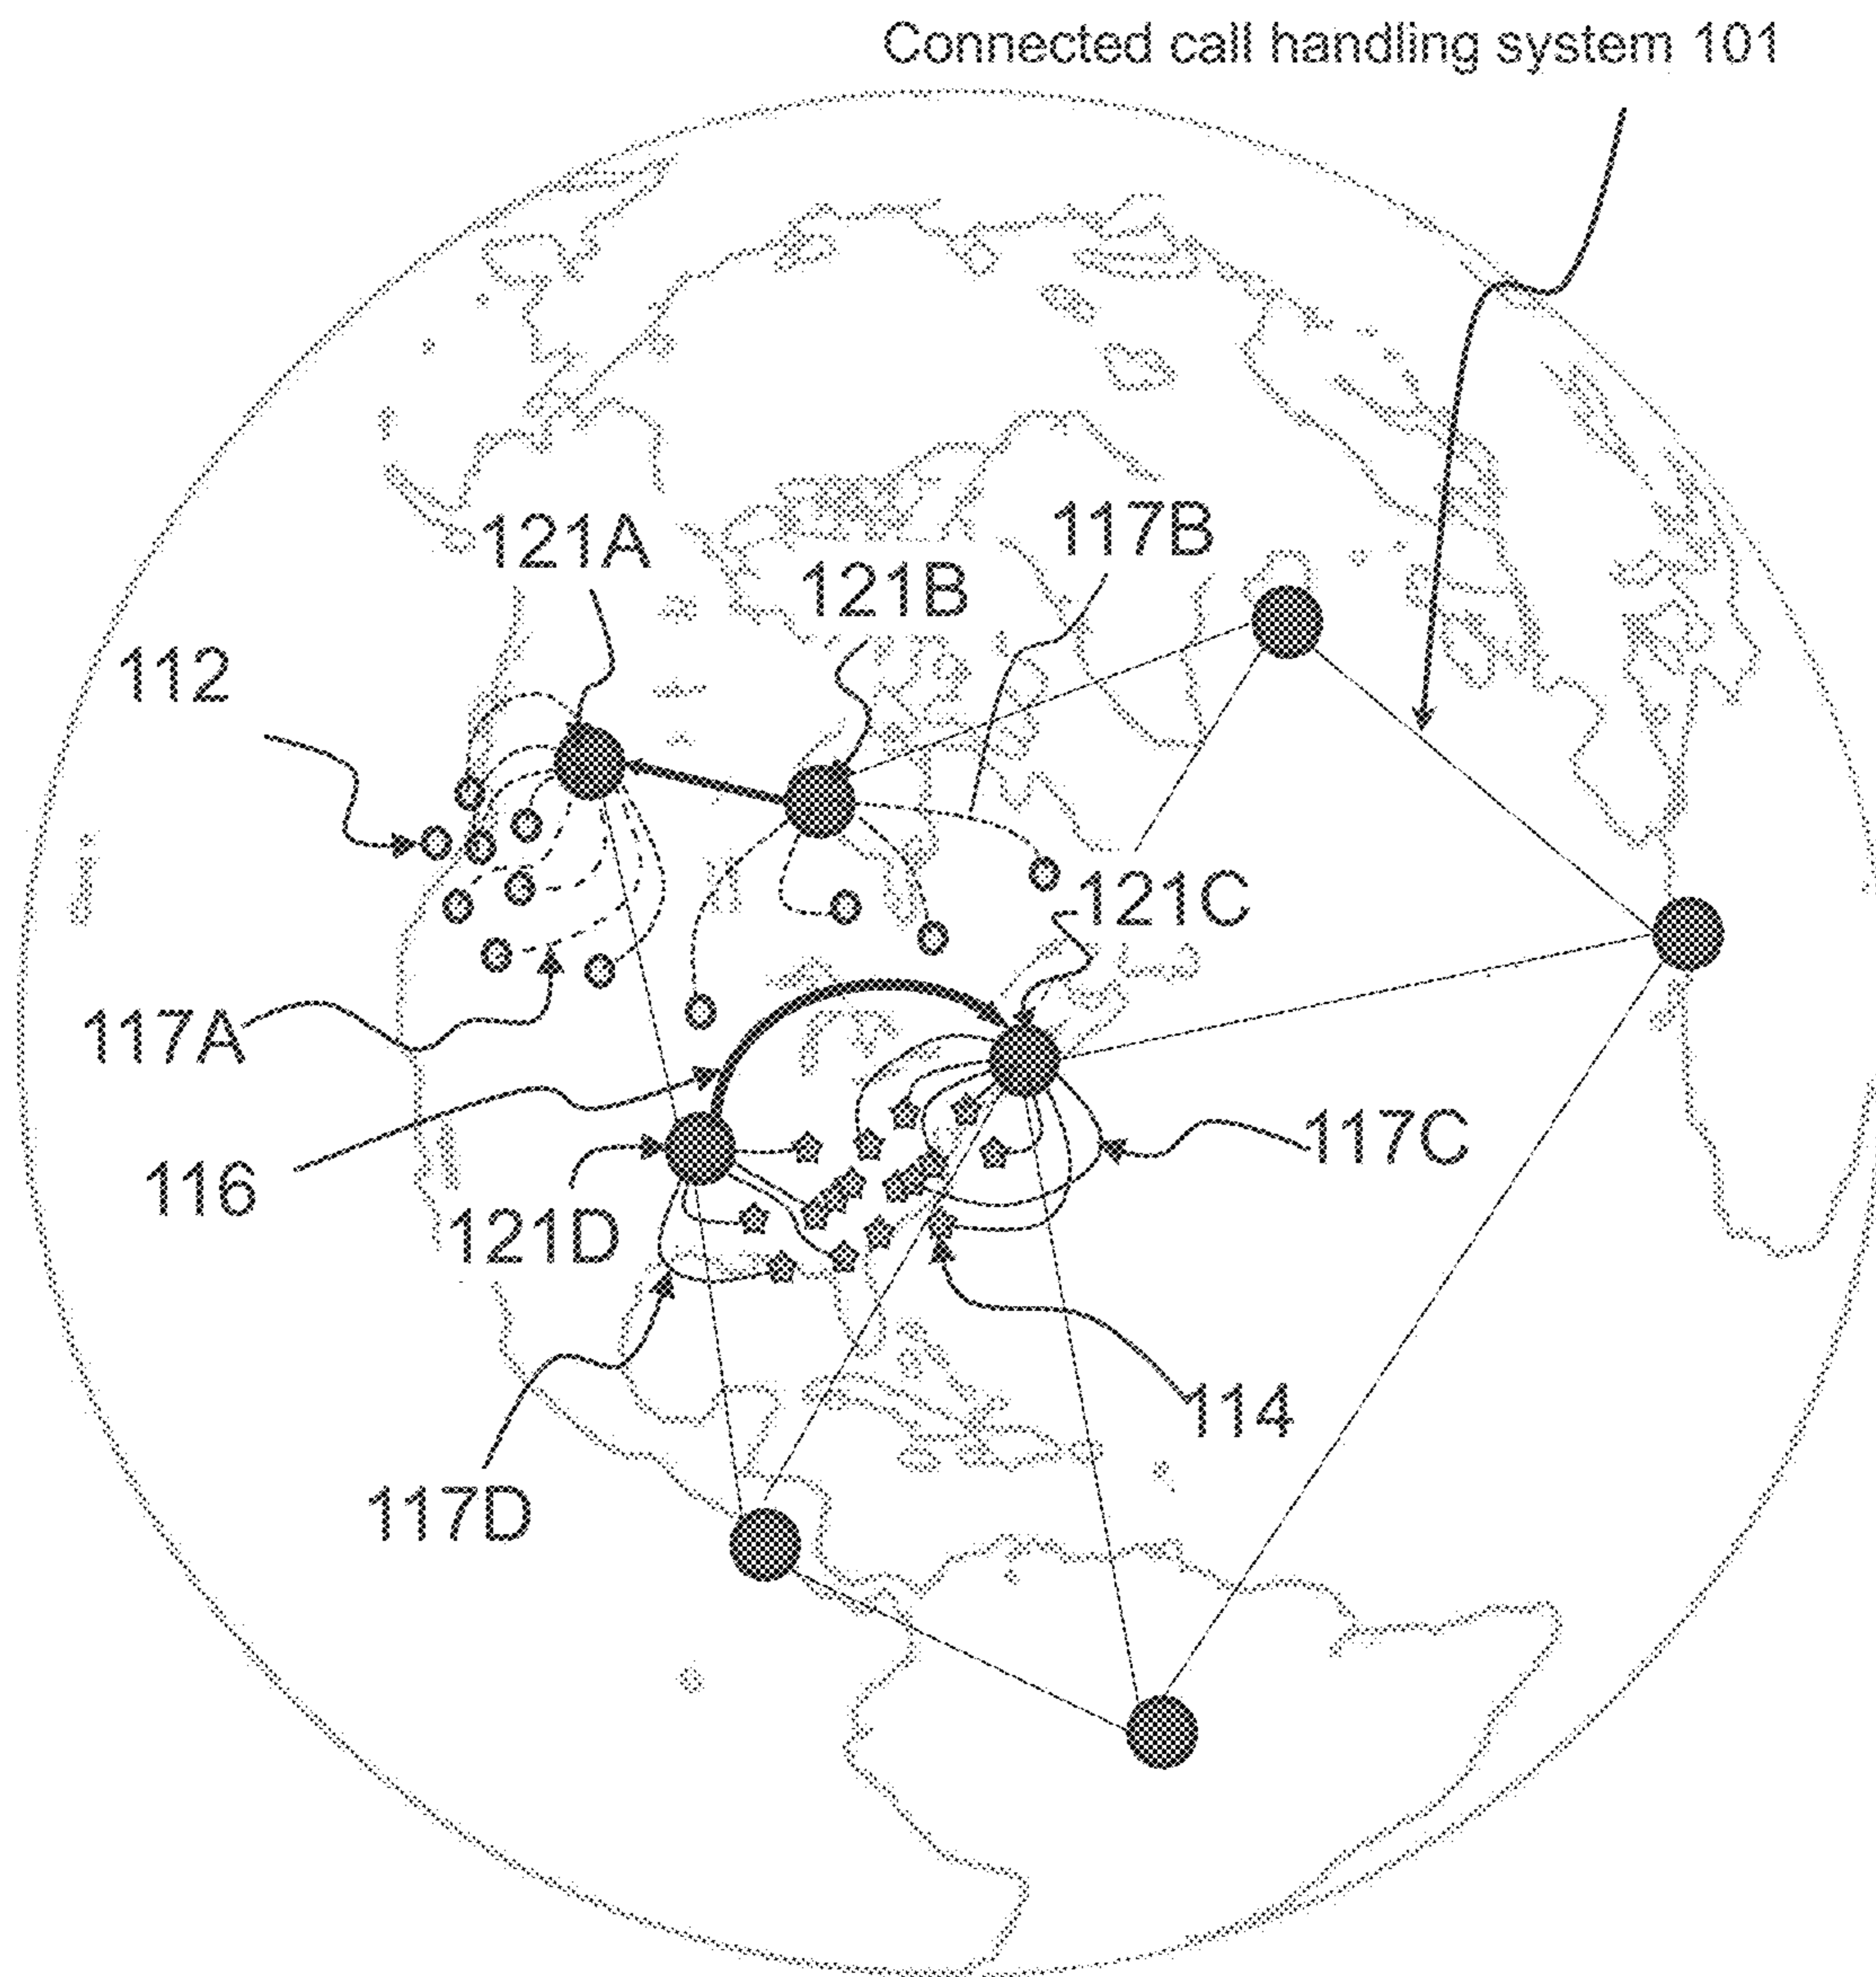 Connected call handling system 101
121A
117B
121B
112
121C
117A
117C
116
121D
114
117D